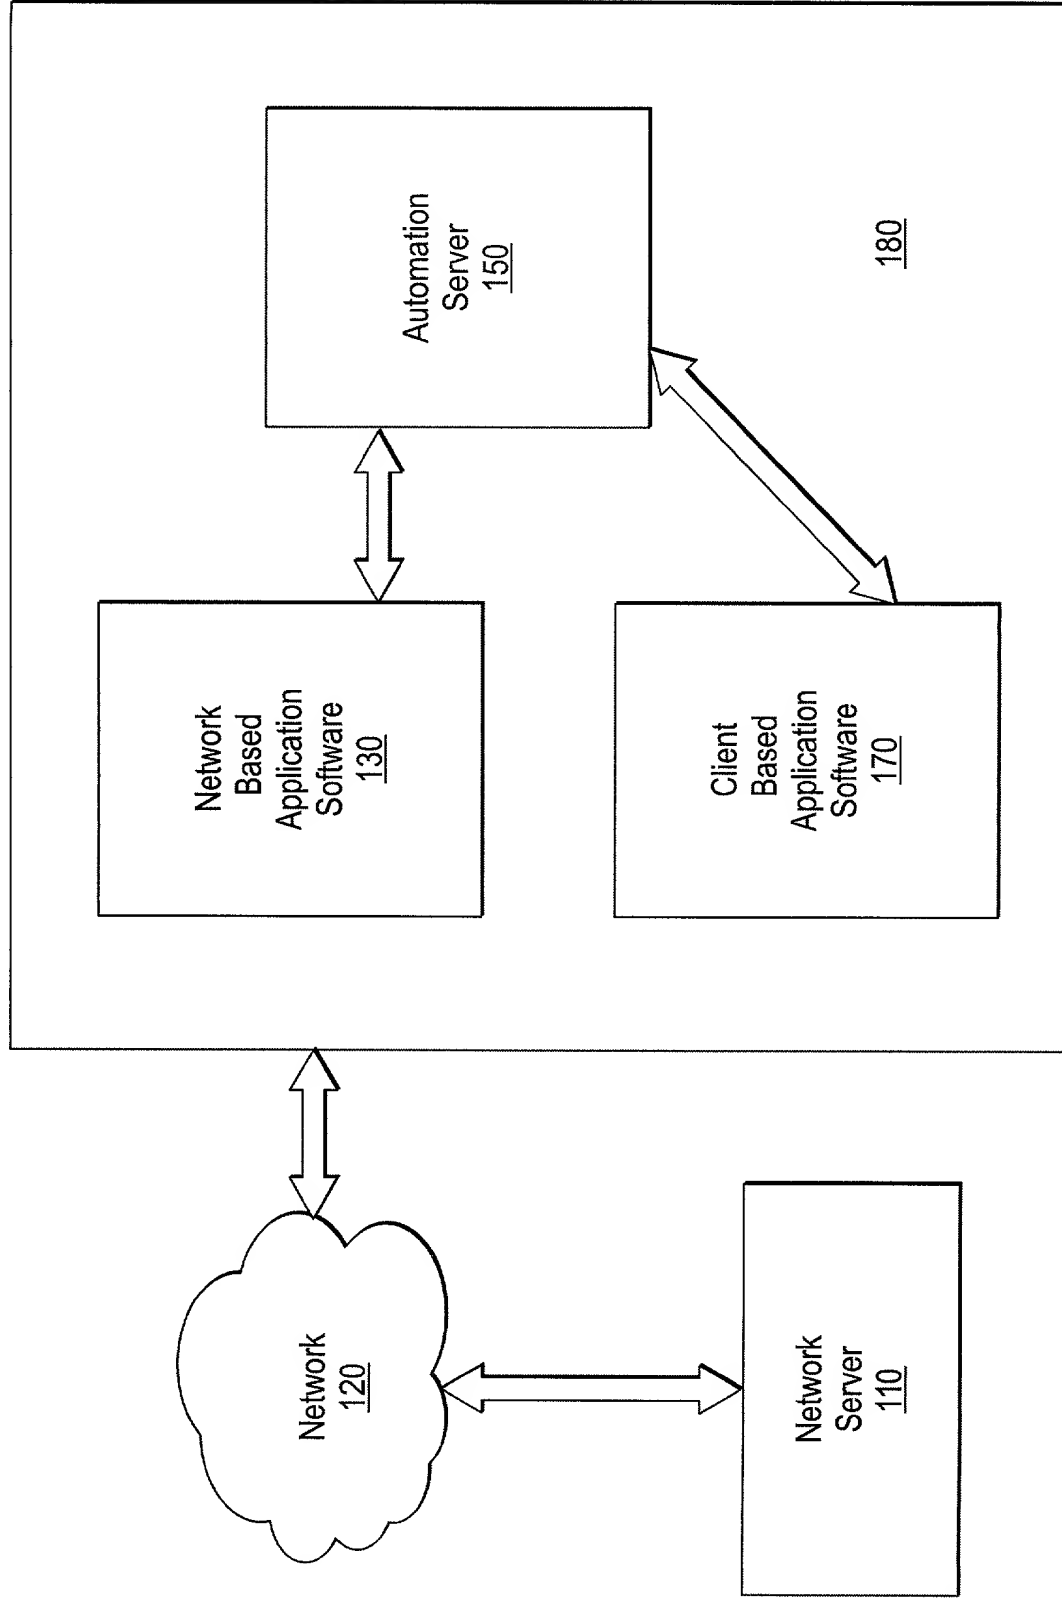 Network
120
Network
Server
110
Network
Based
Application
Software
130
Client
Based
Application
Software
170
Automation
Server
150
180